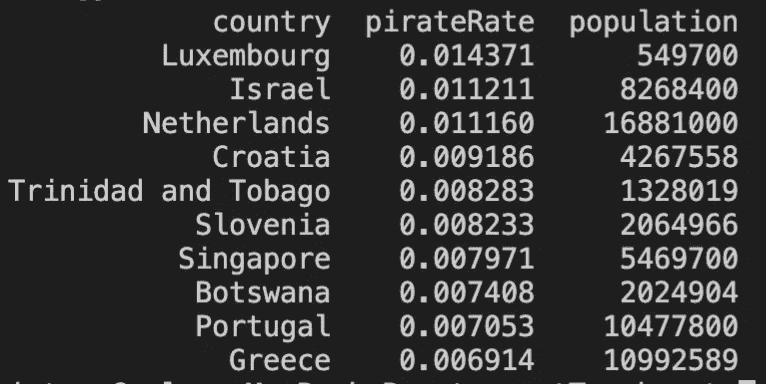 country pirateRate population
Luxembourg 0.014371 549700
Israel 0.011211 8268400
Netherlands 0.011160 16881000
Croatia 0.009186 4267558
Trinidad and Tobago 0.008283 1328019
Slovenia 0.008233 2064966
Singapore 0.007971 5469700
Botswana 0.007408 2024904
Portugal 0.007053 10477800
Greece 0.006914 10992589